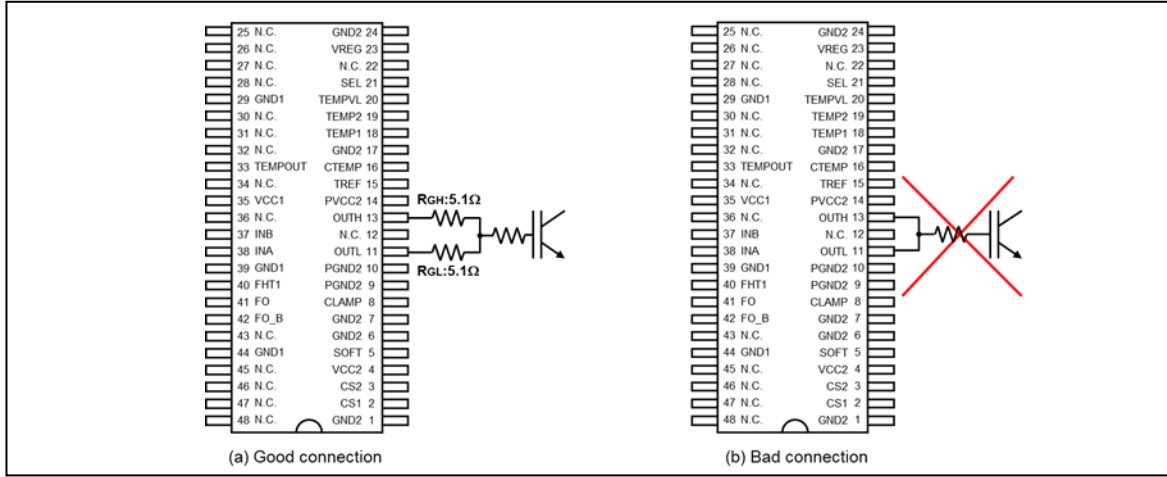 25 N.C. GND2 24 25 N.C. GND2 24
26 N.C. VREG 23 26 N.C. VREG 23
27 N.C. N.C. 22 27 N.C. N.C. 22
28 N.C. SEL 21 28 N.C. SEL 21
29 GND1 TEMPVL 20 29 GND1 TEMPVL 20
30 N.C. TEMP2 19 30 N.C. TEMP2 19
31 N.C. TEMP1 18 31 N.C. TEMP1 18
32 N.C. GND2 17 32 N.C. GND2 17
33 TEMPOUT CTEMP 16 33 TEMPOUT CTEMP 16
34 N.C. TREF 15 34 N.C. TREF 15
35 VCC1 PVCC2 14 RGH:5.1Ω 35 VCC1 PVCC2 14
36 N.C. OUTH 13 36 N.C. OUTH 13
37 INB N.C. 12 37 INB N.C. 12
38 INA OUTL 11 38 INA OUTL 11
39 GND1 PGND2 10 RGL:5.1Ω 39 GND1 PGND2 10
40 FHT1 PGND2 9 40 FHT1 PGND2 9
41 FO CLAMP 8 41 FO CLAMP 8
42 FO_B GND2 7 42 FO_B GND2 7
43 N.C. GND2 6 43 N.C. GND2 6
44 GND1 SOFT 5 44 GND1 SOFT 5
45 N.C. VCC2 4 45 N.C. VCC2 4
46 N.C. CS2 3 46 N.C. CS2 3
47 N.C. CS1 2 47 N.C. CS1 2
48 N.C. GND2 1 48 N.C. GND2 1
(a) Good connection (b) Bad connection